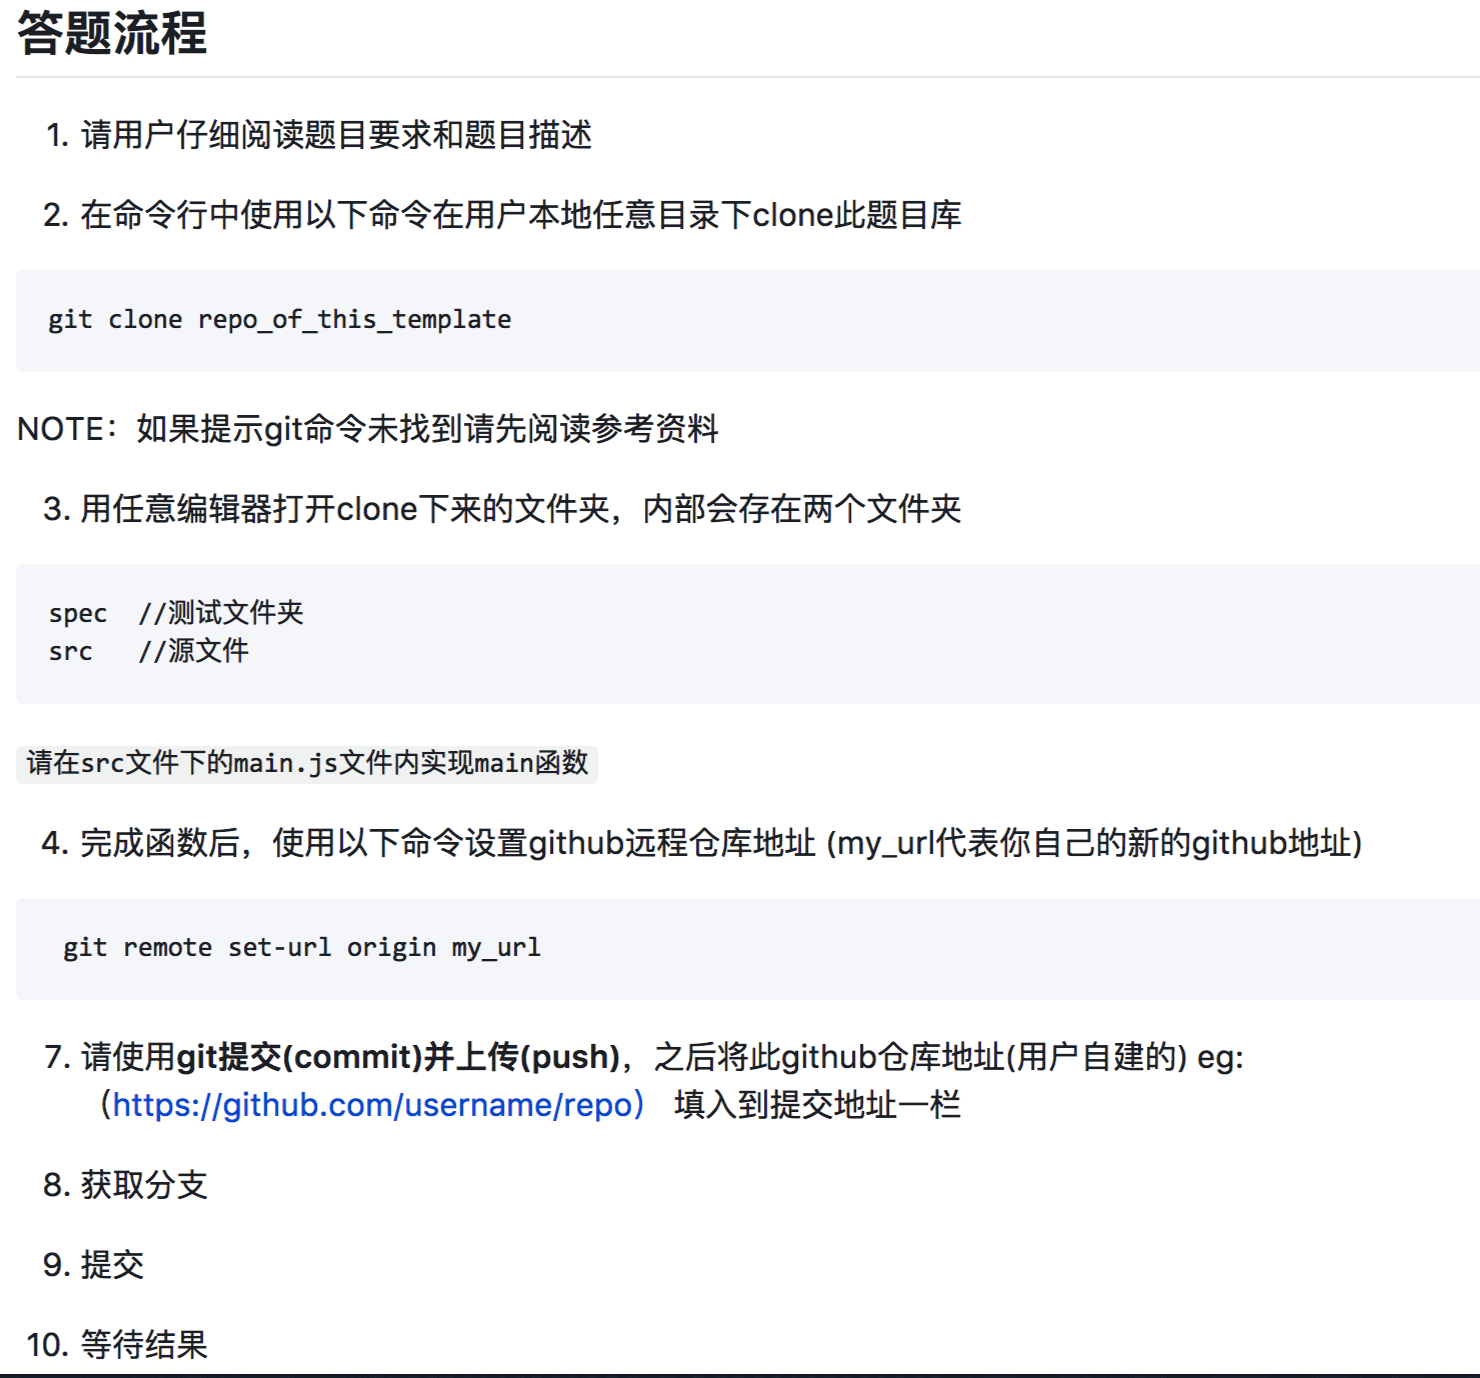 答题流程
1. 请用户仔细阅读题目要求和题目描述
2. 在命令行中使用以下命令在用户本地任意目录下clone此题目库
git clone repo_of_this_template
NOTE：如果提示git命令未找到请先阅读参考资料
3. 用任意编辑器打开clone下来的文件夹，内部会存在两个文件夹
spec  //测试文件夹
src   //源文件
请在src文件下的main.js文件内实现main函数
4. 完成函数后，使用以下命令设置github远程仓库地址 (my_url代表你自己的新的github地址)
git remote set-url origin my_url
7. 请使用git提交(commit)并上传(push)，之后将此github仓库地址(用户自建的) eg:
（https://github.com/username/repo） 填入到提交地址一栏
8. 获取分支
9. 提交
10. 等待结果